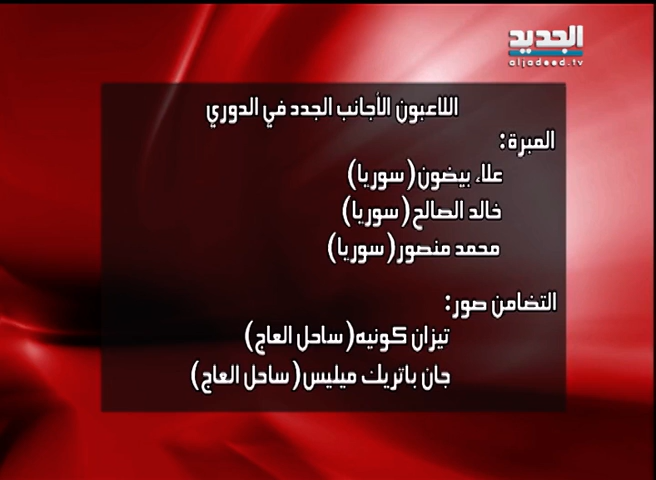 الجديد
aljadeed.tv
اللاعبون الأجانب الجدد في الدوري
المبرة:
علاء بيضون (سوريا)
خالد الصالح (سوريا)
محمد منصور (سوريا)
التضامن صور:
تيزان كونيه (ساحل العاج)
جان باتريك ميليس (ساحل العاج)